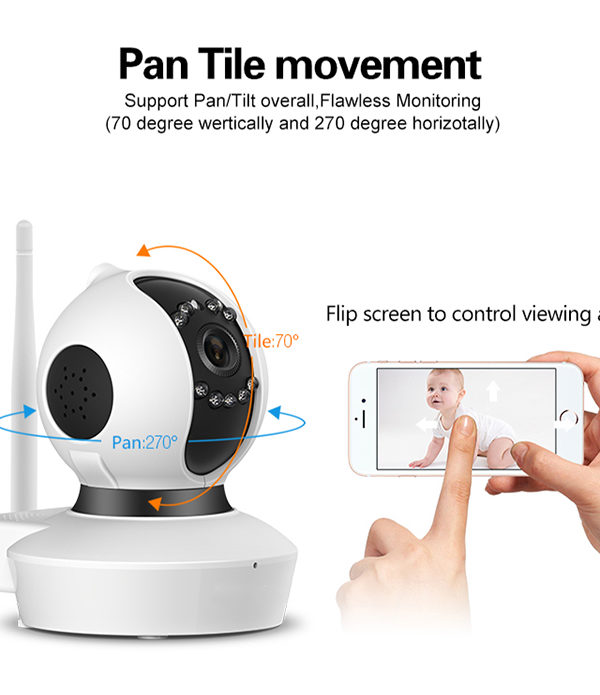 Pan Tile movement
Support Pan/Tilt overall,Flawless Monitoring
(70 degree wertically and 270 degree horizotally)
Flip screen to control viewing a
Tile:70°
Pan:270°